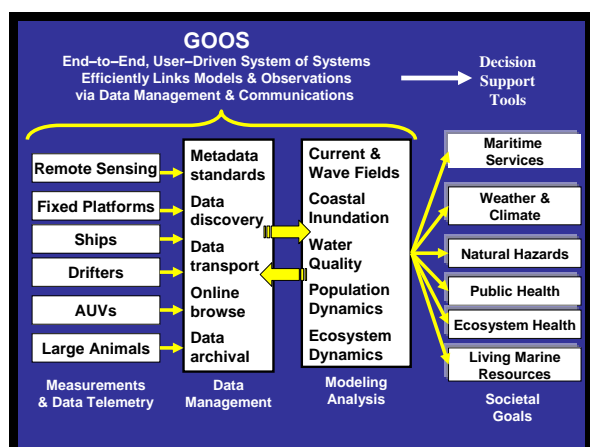 GOOS
End–to–End, User–Driven System of Systems
Efficiently Links Models & Observations
via Data Management & Communications
Decision
Support
Tools
Remote Sensing
Fixed Platforms
Ships
Drifters
AUVs
Large Animals
Measurements
& Data Telemetry
Metadata
standards
Data
discovery
Data
transport
Online
browse
Data
archival
Data
Management
Current &
Wave Fields
Coastal
Inundation
Water
Quality
Population
Dynamics
Ecosystem
Dynamics
Modeling
Analysis
Maritime
Services
Weather &
Climate
Natural Hazards
Public Health
Ecosystem Health
Living Marine
Resources
Societal
Goals